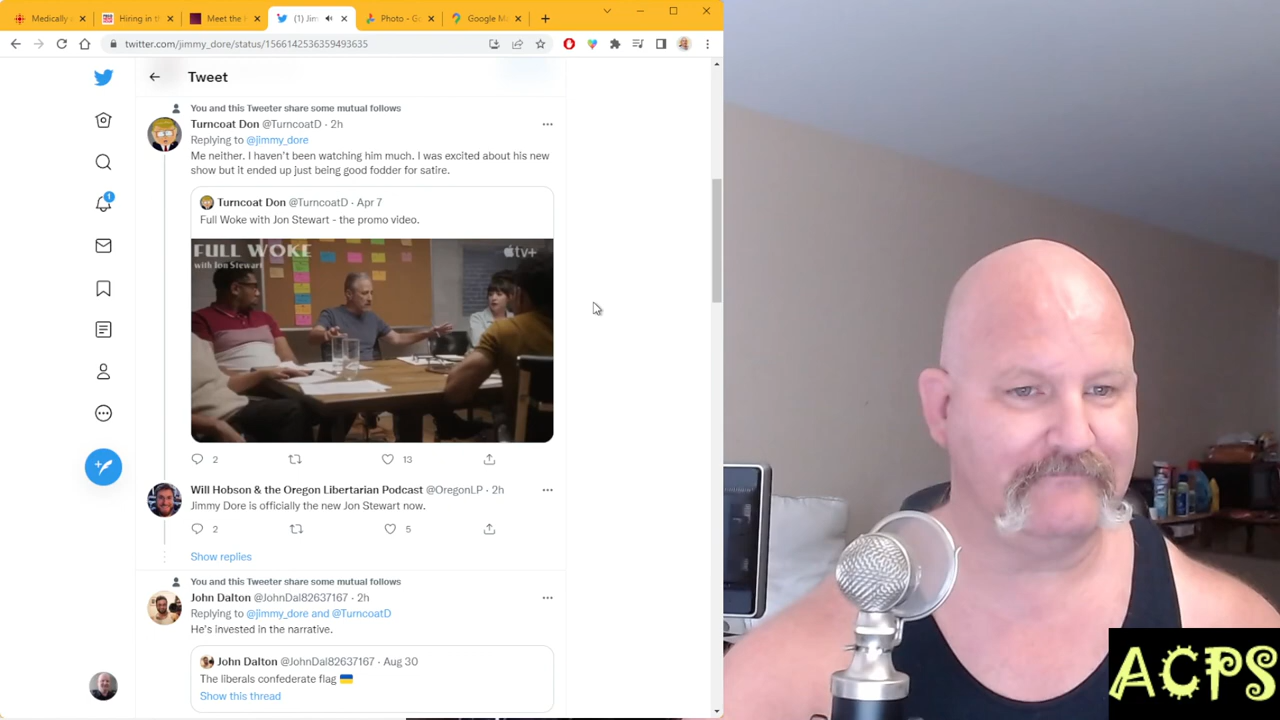 Medically a
Hiring in th
Meet the H
(1) Jim
Photo - G
Google Ma
twitter.com/jimmy_dore/status/1566142536359493635
Tweet
You and this Tweeter share some mutual follows
Turncoat Don @TurncoatD · 2h
Replying to @jimmy_dore
Me neither. I haven't been watching him much. I was excited about his new
show but it ended up just being good fodder for satire.
Turncoat Don @TurncoatD · Apr 7
Full Woke with Jon Stewart - the promo video.
FULL WOKE
with Jon Stewart
tv+
2
13
1
Will Hobson & the Oregon Libertarian Podcast @OregonLP · 2h
Jimmy Dore is officially the new Jon Stewart now.
2
5
Show replies
You and this Tweeter share some mutual follows
John Dalton @JohnDal82637167 · 2h
Replying to @jimmy_dore and @TurncoatD
He's invested in the narrative.
John Dalton @JohnDal82637167 · Aug 30
The liberals confederate flag 🇺🇦
Show this thread
ACPS